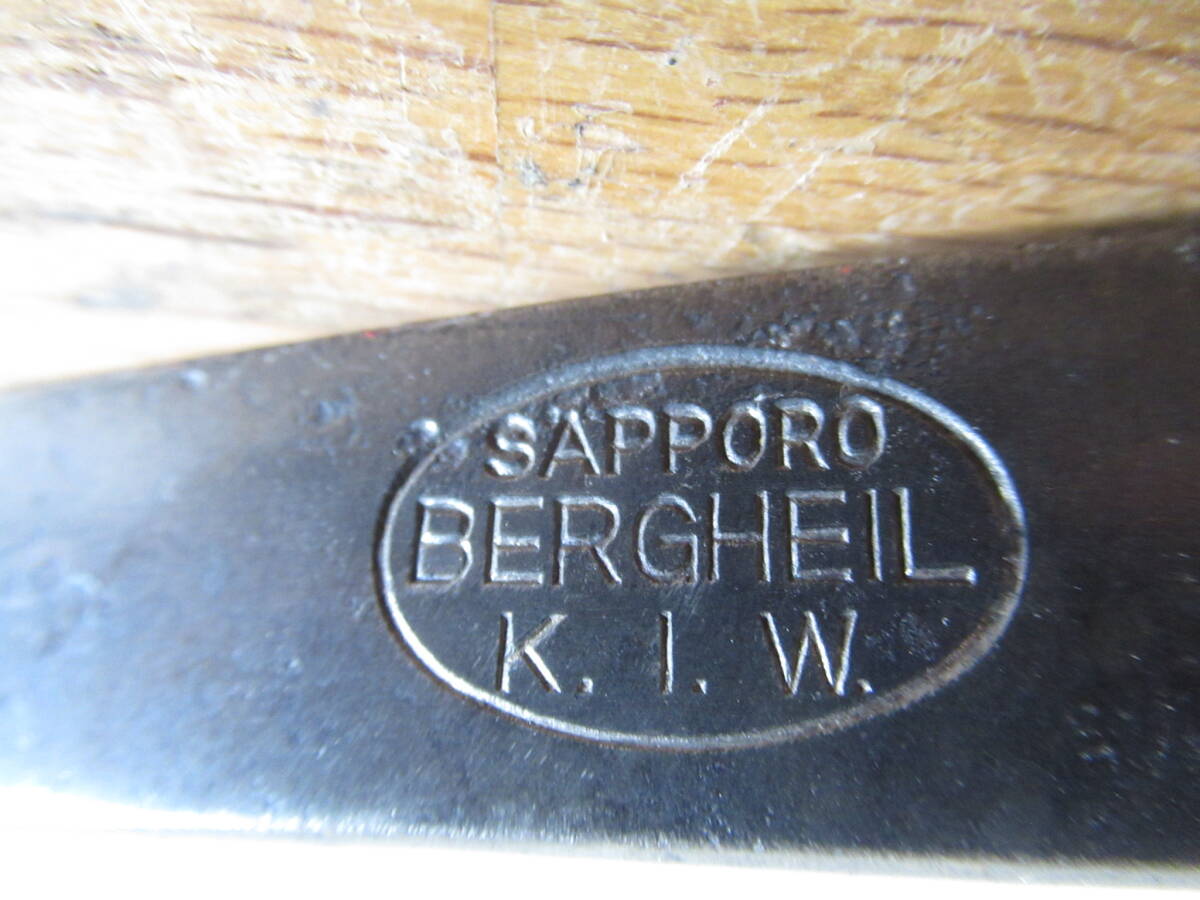 SAPPORO
BERGHEIL
K. I. W.